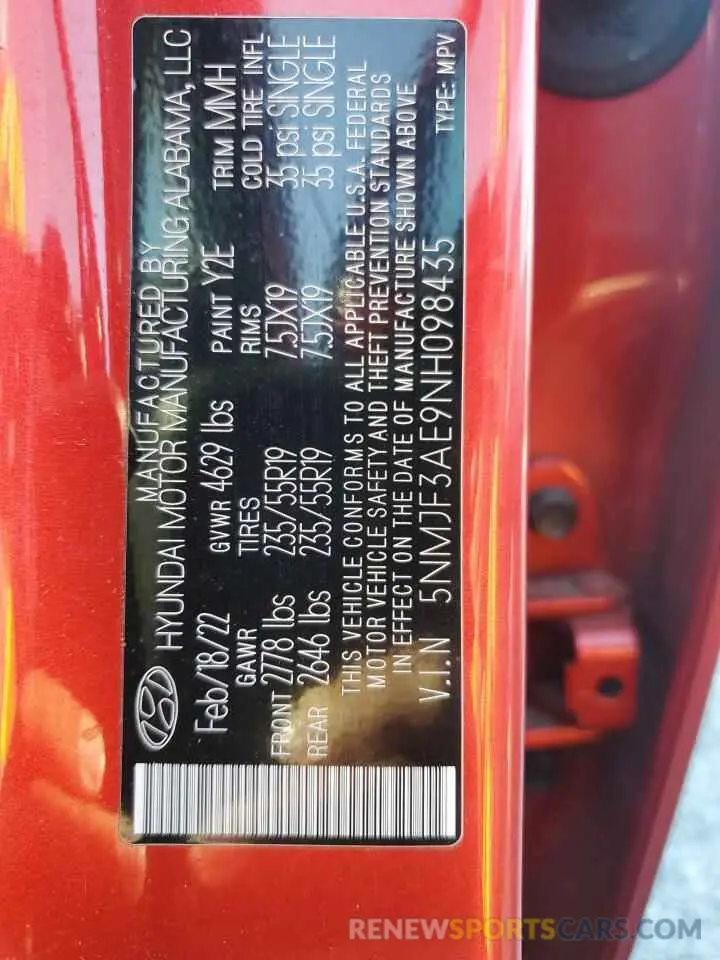 MANUFACTURED BY
HYUNDAI MOTOR MANUFACTURING ALABAMA, LLC
Feb/18/22 GVWR 4629 lbs PAINT Y2E TRIM MMH
GAWR TIRES RIMS COLD TIRE INFL
FRONT 2778 lbs 235/55R19 7.5JX19 35 psi SINGLE
REAR 2646 lbs 235/55R19 7.5JX19 35 psi SINGLE
THIS VEHICLE CONFORMS TO ALL APPLICABLE U.S.A. FEDERAL
MOTOR VEHICLE SAFETY AND THEFT PREVENTION STANDARDS
IN EFFECT ON THE DATE OF MANUFACTURE SHOWN ABOVE
V.I.N 5NMJF3AE9NH098435 TYPE: MPV
RENEWSPORTSCARS.COM